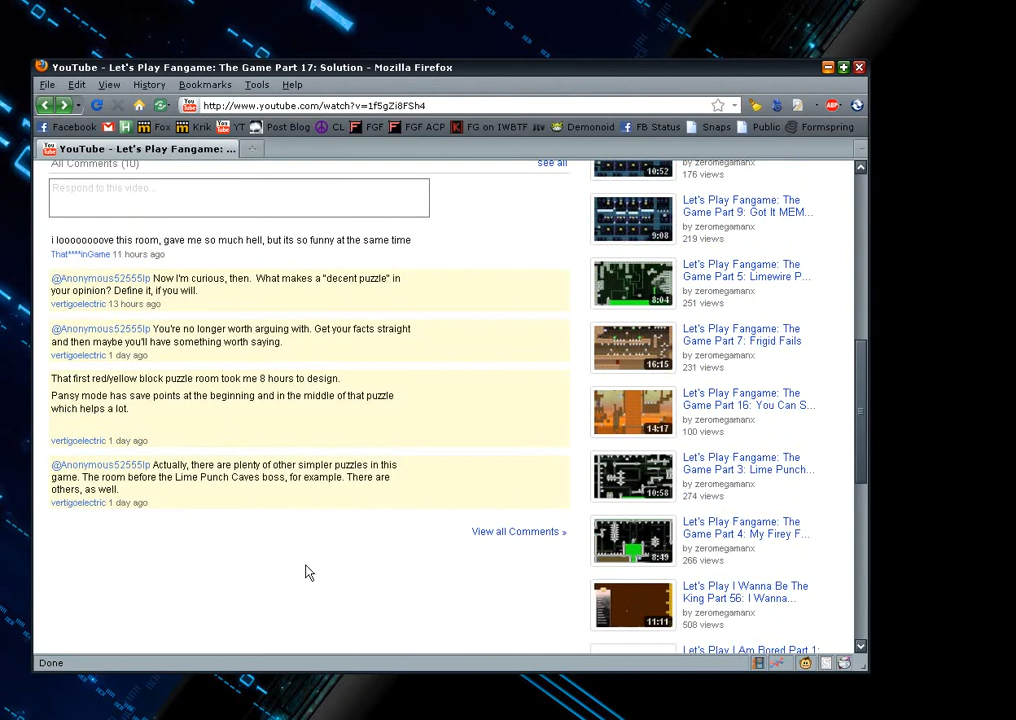 YouTube - Let's Play Fangame: The Game Part 17: Solution - Mozilla Firefox
File Edit View History Bookmarks Tools Help
http://www.youtube.com/watch?v=1f5gZi8FSh4
Facebook Fox Krik YT Post Blog CL FGF FGF ACP FG on IWBTF Demonoid FB Status Snaps Public Formspring
YouTube - Let's Play Fangame: ...
All Comments (10) see all
Respond to this video...
i looooooooove this room, gave me so much hell, but its so funny at the same time
That****inGame 11 hours ago
@Anonymous52555lp Now I'm curious, then. What makes a "decent puzzle" in
your opinion? Define it, if you will.
vertigoelectric 13 hours ago
@Anonymous52555lp You're no longer worth arguing with. Get your facts straight
and then maybe you'll have something worth saying.
vertigoelectric 1 day ago
That first red/yellow block puzzle room took me 8 hours to design.
Pansy mode has save points at the beginning and in the middle of that puzzle
which helps a lot.
vertigoelectric 1 day ago
@Anonymous52555lp Actually, there are plenty of other simpler puzzles in this
game. The room before the Lime Punch Caves boss, for example. There are
others, as well.
vertigoelectric 1 day ago
View all Comments »
10:52
by zeromegamanx
176 views
9:08
Let's Play Fangame: The
Game Part 9: Got It MEM...
by zeromegamanx
219 views
8:04
Let's Play Fangame: The
Game Part 5: Limewire P...
by zeromegamanx
251 views
16:15
Let's Play Fangame: The
Game Part 7: Frigid Fails
by zeromegamanx
231 views
14:17
Let's Play Fangame: The
Game Part 16: You Can S...
by zeromegamanx
100 views
10:58
Let's Play Fangame: The
Game Part 3: Lime Punch...
by zeromegamanx
274 views
8:49
Let's Play Fangame: The
Game Part 4: My Firey F...
by zeromegamanx
266 views
11:11
Let's Play I Wanna Be The
King Part 56: I Wanna...
by zeromegamanx
508 views
Let's Play I Am Bored Part 1:
Done